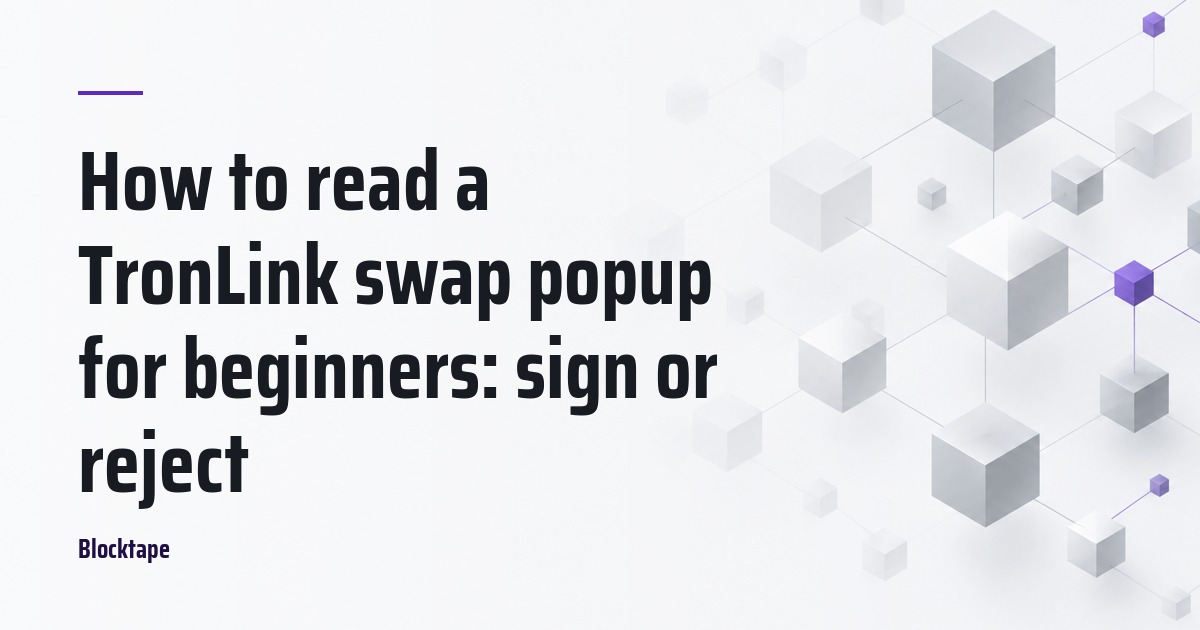 How to read a
TronLink swap popup
for beginners: sign or
reject
Blocktape